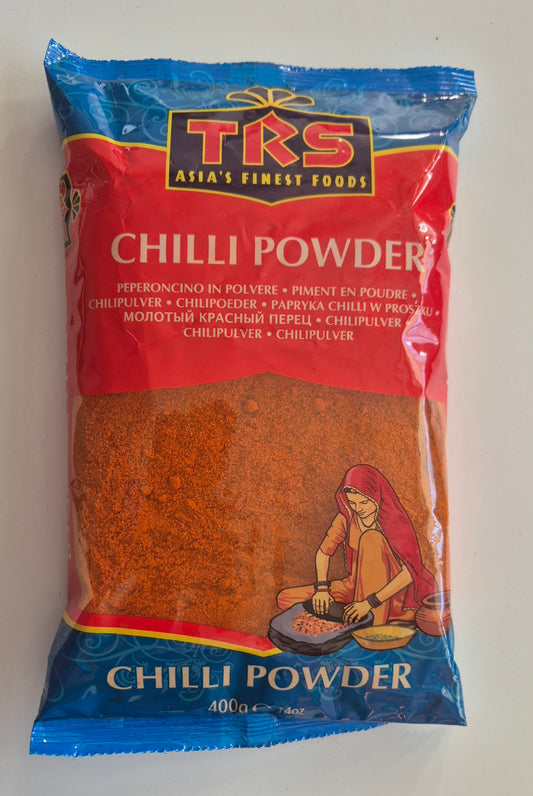 TRS
ASIA'S FINEST FOODS
CHILLI POWDER
PEPERONCINO IN POLVERE • PIMENT EN POUDRE •
CHILIPULVER • CHILIPOEDER • PAPRYKA CHILLI W PROSZKU •
МОЛОТЫЙ КРАСНЫЙ ПЕРЕЦ • CHILIPULVER •
CHILIPULVER • CHILIPULVER
CHILLI POWDER
400g ℮ 14oz